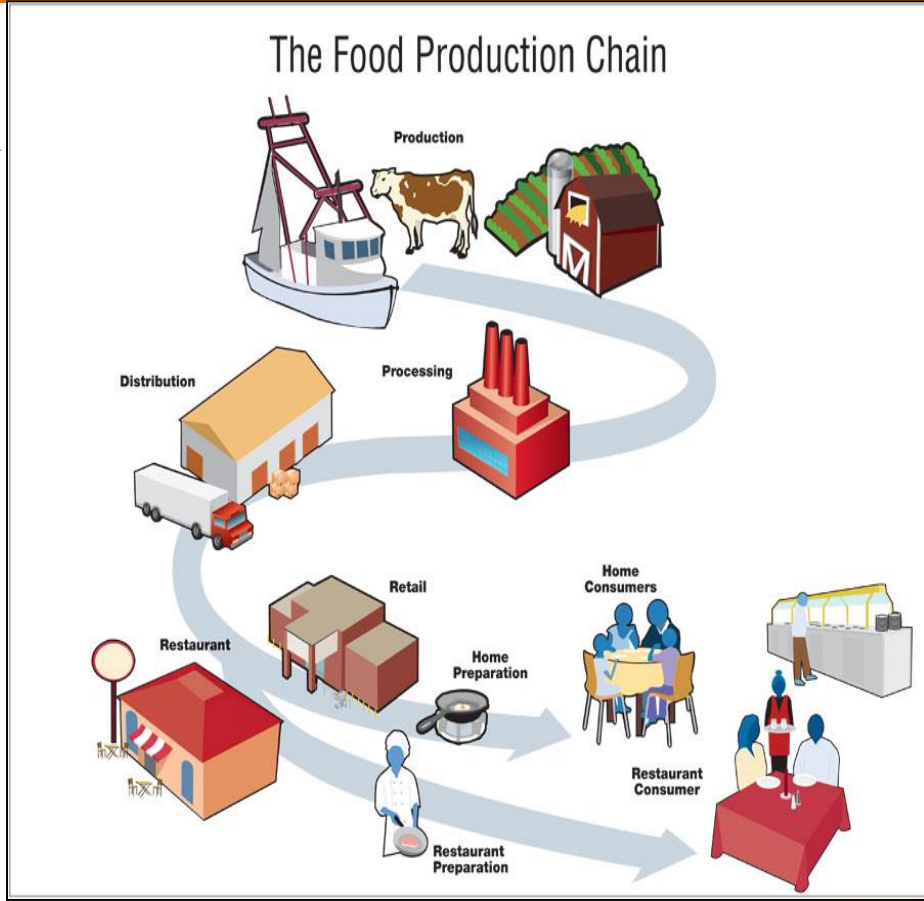 The Food Production Chain
Production
Processing
Distribution
Retail
Restaurant
Home
Preparation
Home
Consumers
Restaurant
Preparation
Restaurant
Consumer